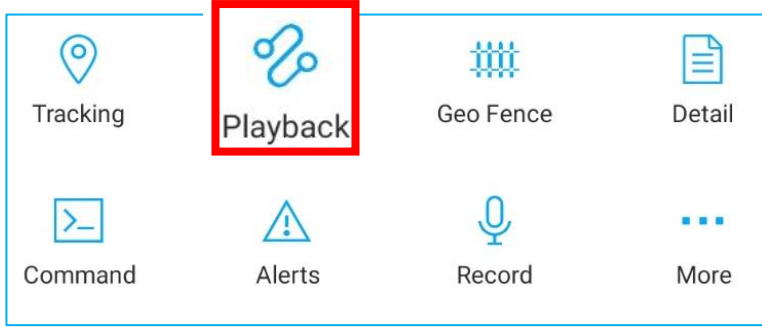 Tracking
Playback
Geo Fence
Detail
Command
Alerts
Record
More